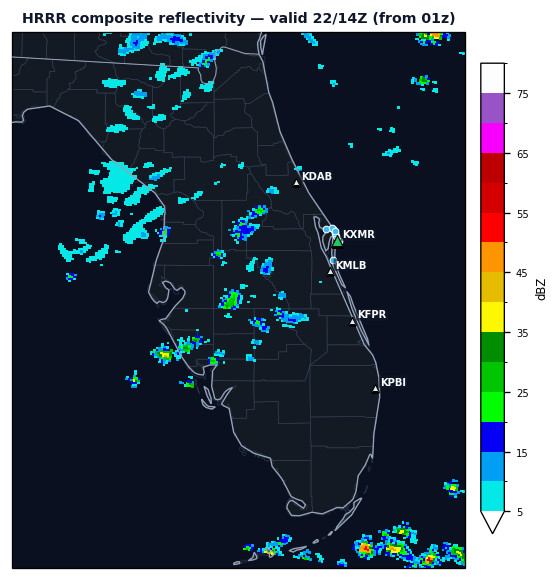 HRRR composite reflectivity — valid 22/14Z (from 01z)
KDAB
KXMR
KMLB
KFPR
KPBI
75
65
55
45
35
25
15
5
dBZ